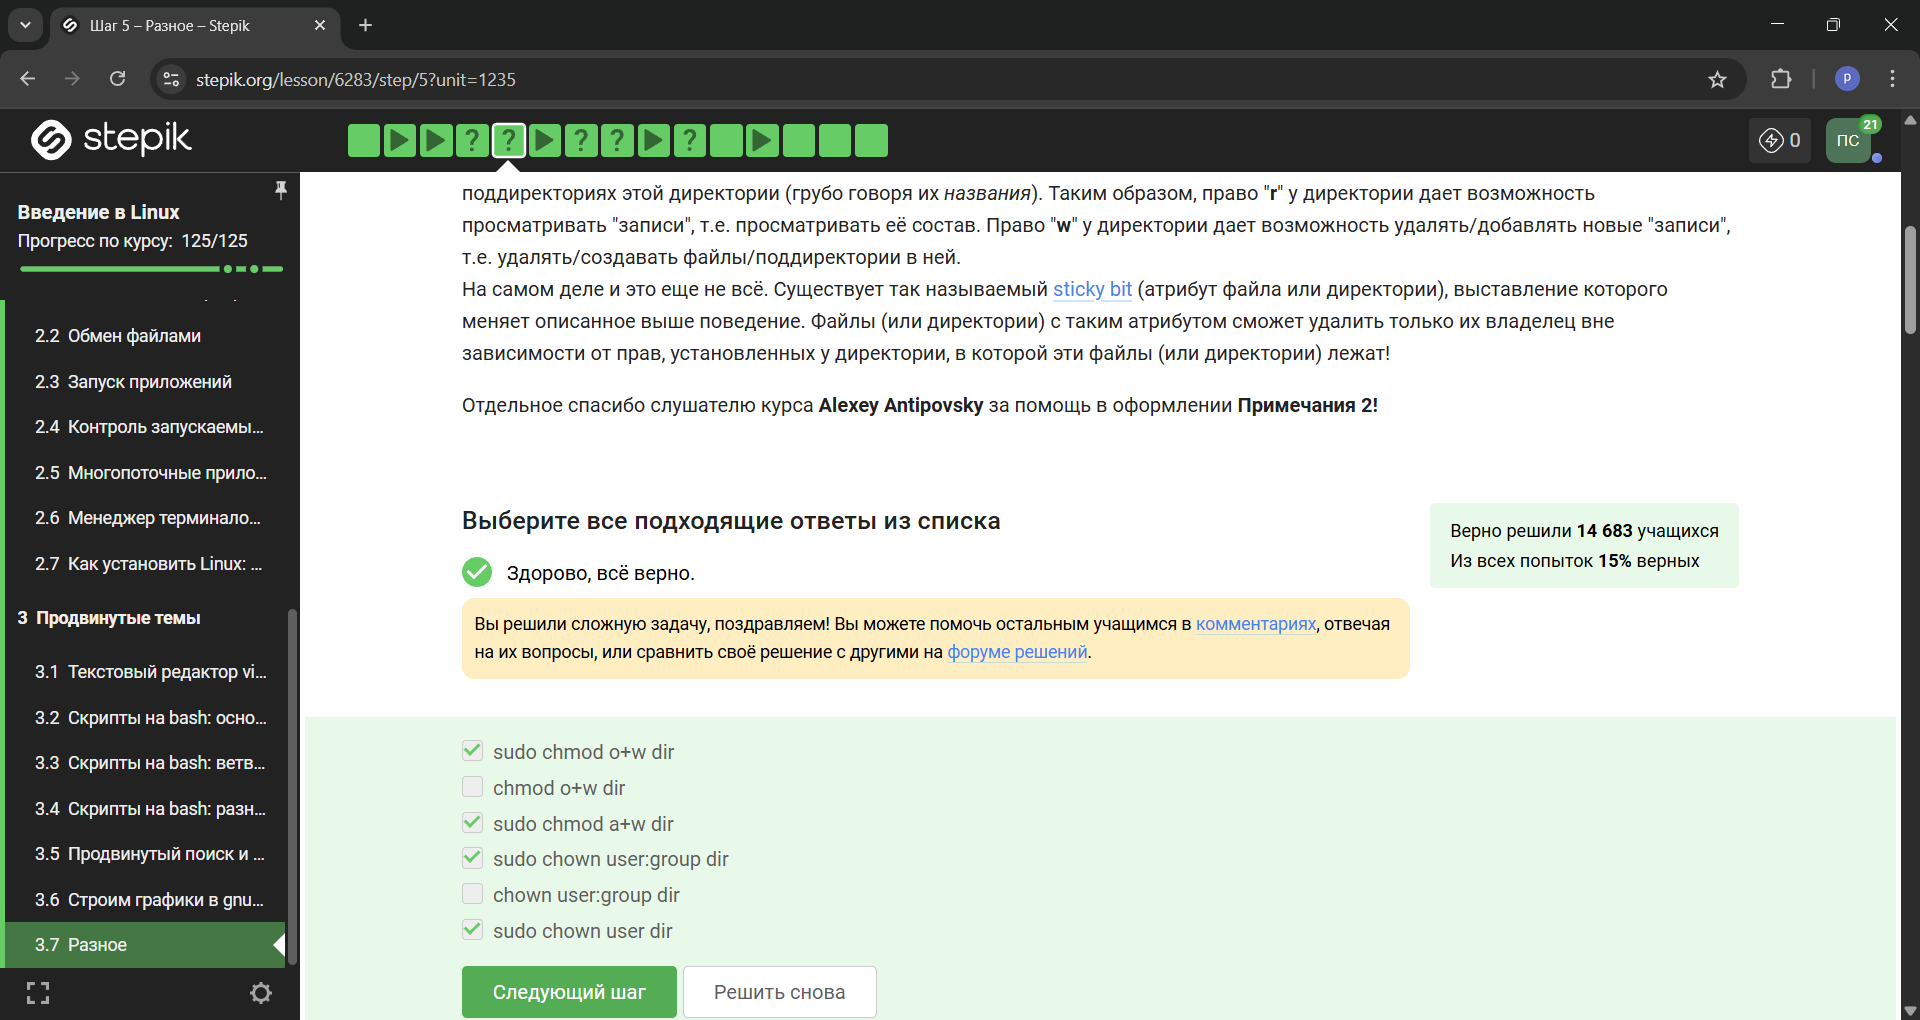 Шаг 5 – Разное – Stepik
stepik.org/lesson/6283/step/5?unit=1235
P
stepik
?
?
?
?
?
0
ПС
21
Введение в Linux
Прогресс по курсу: 125/125
2.2 Обмен файлами
2.3 Запуск приложений
2.4 Контроль запускаемы...
2.5 Многопоточные прило...
2.6 Менеджер терминало...
2.7 Как установить Linux: ...
3 Продвинутые темы
3.1 Текстовый редактор vi...
3.2 Скрипты на bash: осно...
3.3 Скрипты на bash: ветв...
3.4 Скрипты на bash: разн...
3.5 Продвинутый поиск и ...
3.6 Строим графики в gnu...
3.7 Разное
поддиректориях этой директории (грубо говоря их названия). Таким образом, право "r" у директории дает возможность
просматривать "записи", т.е. просматривать её состав. Право "w" у директории дает возможность удалять/добавлять новые "записи",
т.е. удалять/создавать файлы/поддиректории в ней.
На самом деле и это еще не всё. Существует так называемый sticky bit (атрибут файла или директории), выставление которого
меняет описанное выше поведение. Файлы (или директории) с таким атрибутом сможет удалить только их владелец вне
зависимости от прав, установленных у директории, в которой эти файлы (или директории) лежат!
Отдельное спасибо слушателю курса Alexey Antipovsky за помощь в оформлении Примечания 2!
Выберите все подходящие ответы из списка
Верно решили 14 683 учащихся
Из всех попыток 15% верных
Здорово, всё верно.
Вы решили сложную задачу, поздравляем! Вы можете помочь остальным учащимся в комментариях, отвечая
на их вопросы, или сравнить своё решение с другими на форуме решений.
sudo chmod o+w dir
chmod o+w dir
sudo chmod a+w dir
sudo chown user:group dir
chown user:group dir
sudo chown user dir
Следующий шаг
Решить снова